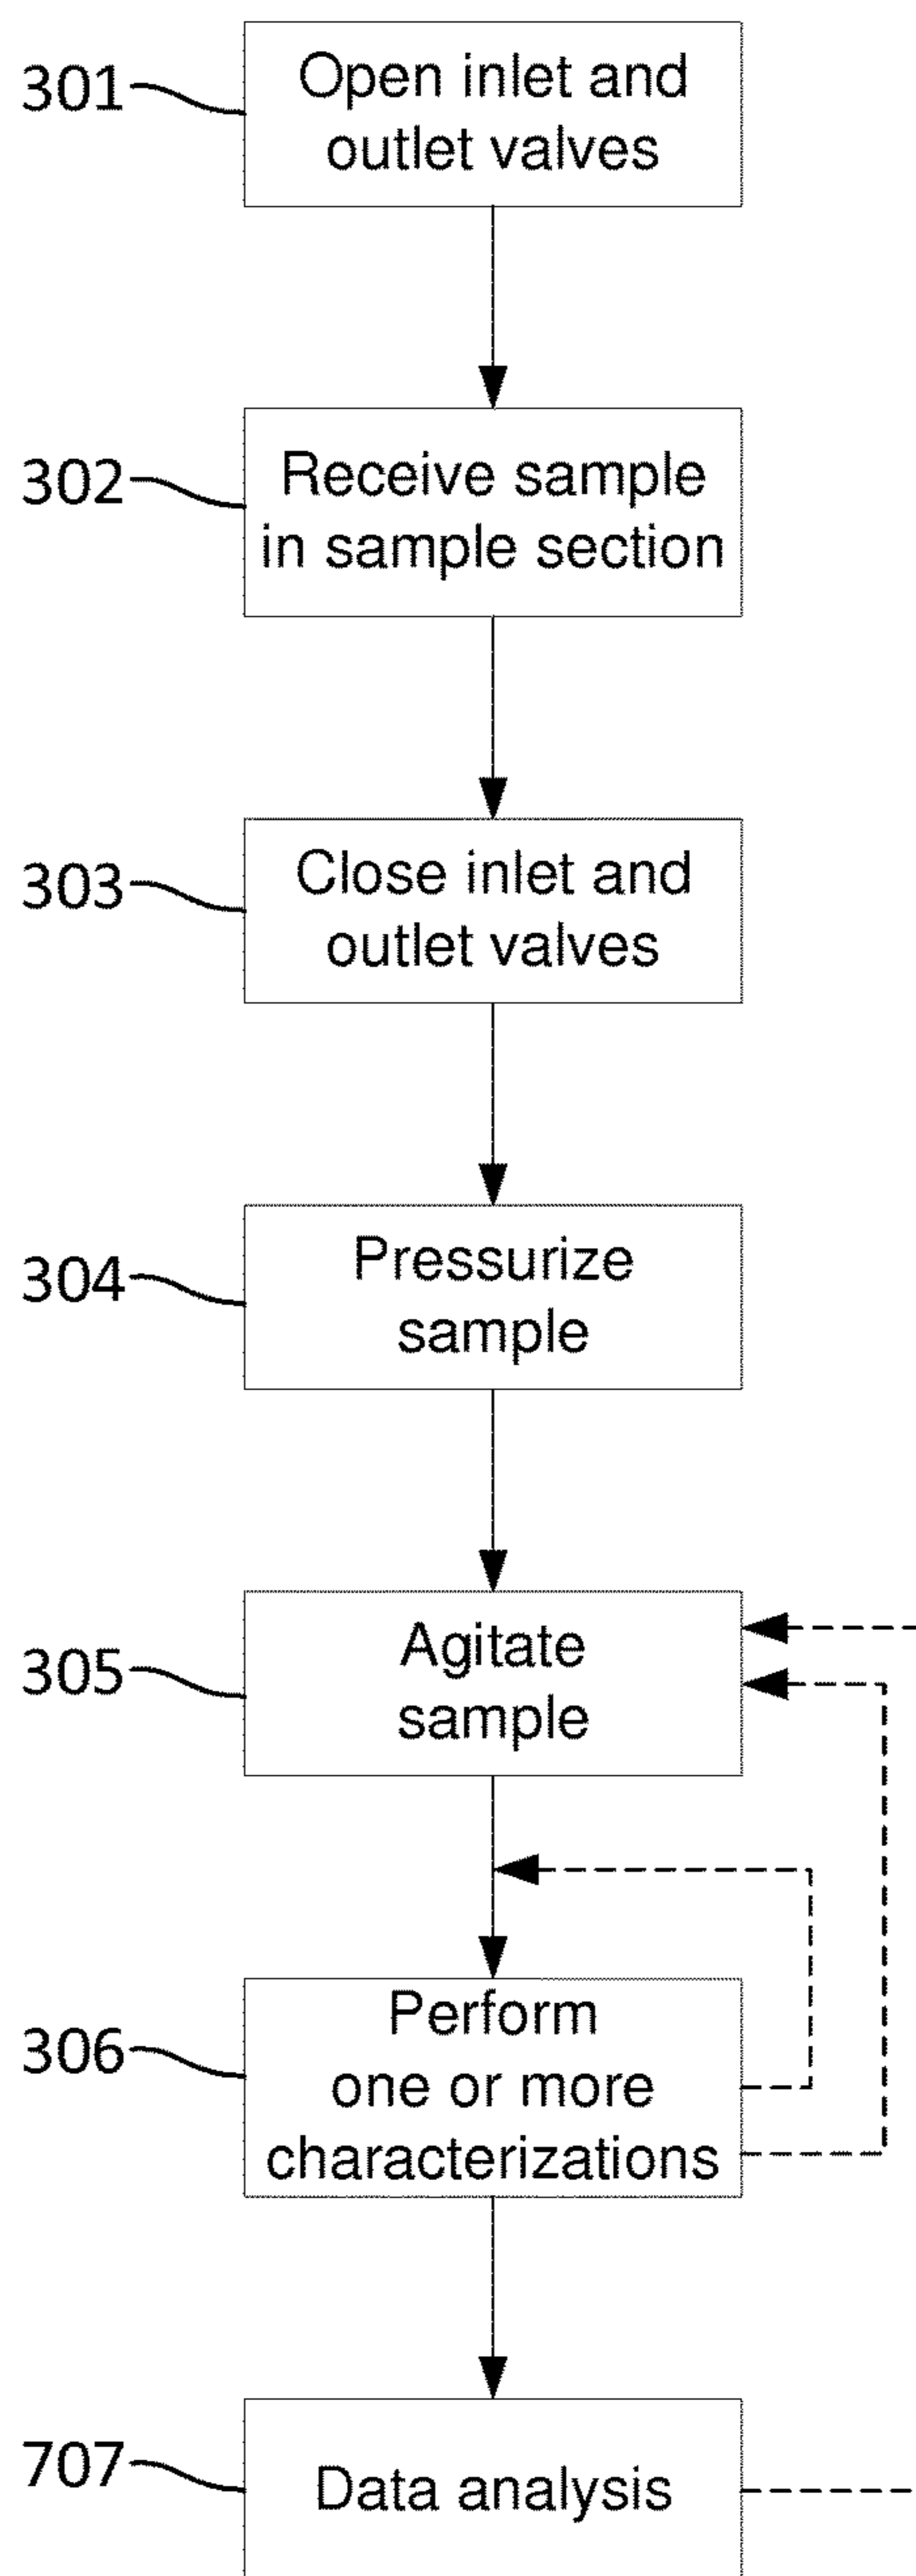 301
Open inlet and
outlet valves
302
Receive sample
in sample section
303
Close inlet and
outlet valves
304
Pressurize
sample
305
Agitate
sample
306
Perform
one or more
characterizations
707
Data analysis